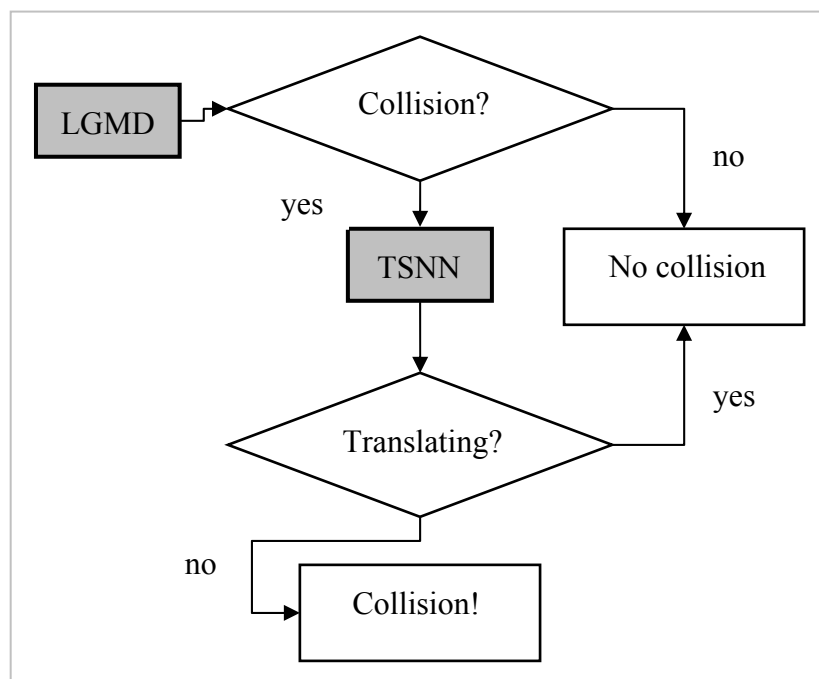 Collision?
LGMD
no
yes
TSNN
No collision
yes
Translating?
no
Collision!